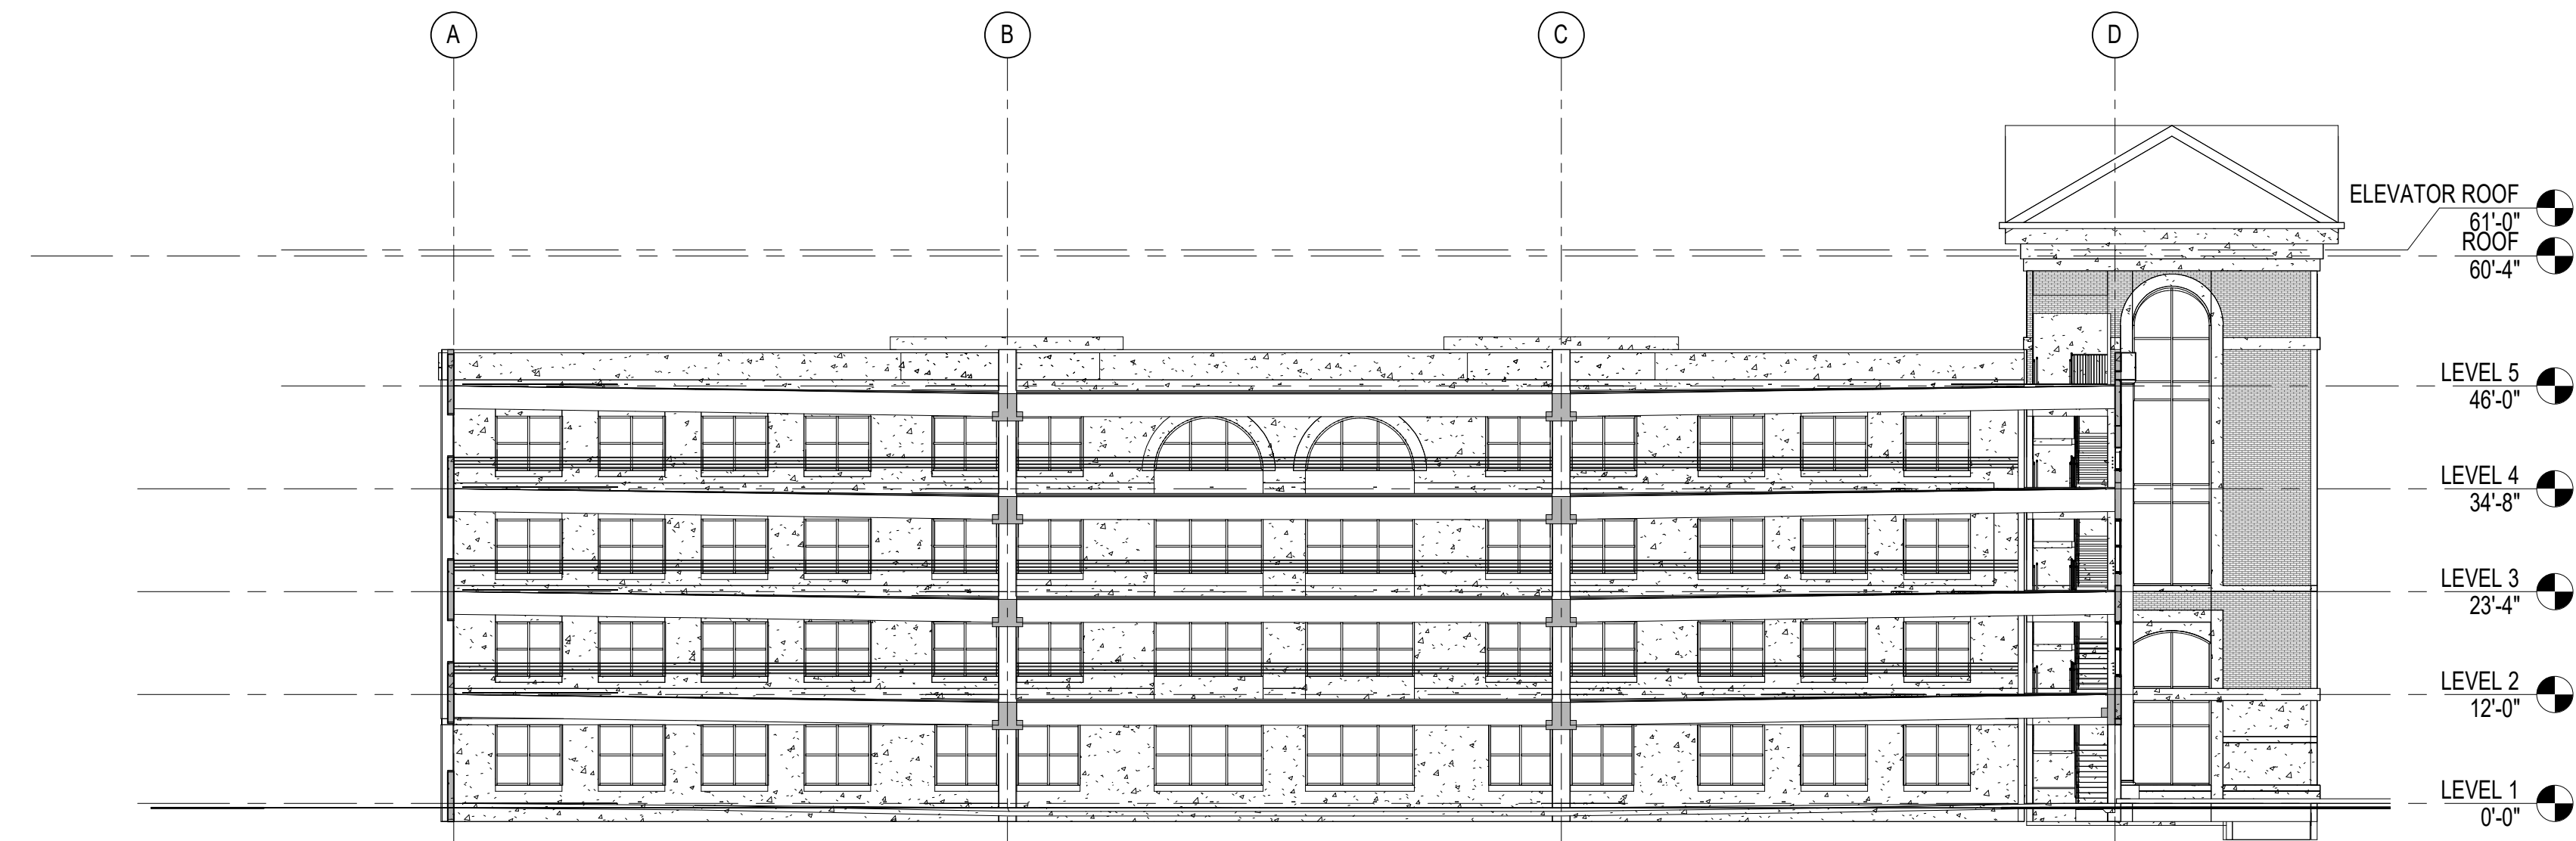 A
B
C
D
ELEVATOR ROOF
61'-0"
ROOF
60'-4"
LEVEL 5
46'-0"
LEVEL 4
34'-8"
LEVEL 3
23'-4"
LEVEL 2
12'-0"
LEVEL 1
0'-0"